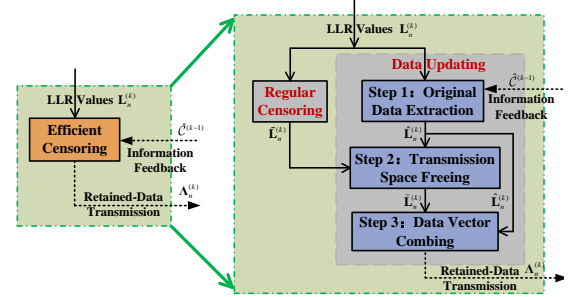 LLR Values L_n^{(k)}
Efficient
Censoring
Ĉ^{(k-1)}
Information
Feedback
Retained-Data
Transmission
Λ_n^{(k)}
LLR Values L_n^{(k)}
Data Updating
Regular
Censoring
L̃_n^{(k)}
Step 1：Original
Data Extraction
Ĉ^{(k-1)}
Information
Feedback
L̂_n^{(k)}
Step 2：Transmission
Space Freeing
L̆_n^{(k)}
L̂_n^{(k)}
Step 3：Data Vector
Combing
Retained-Data
Transmission
Λ_n^{(k)}